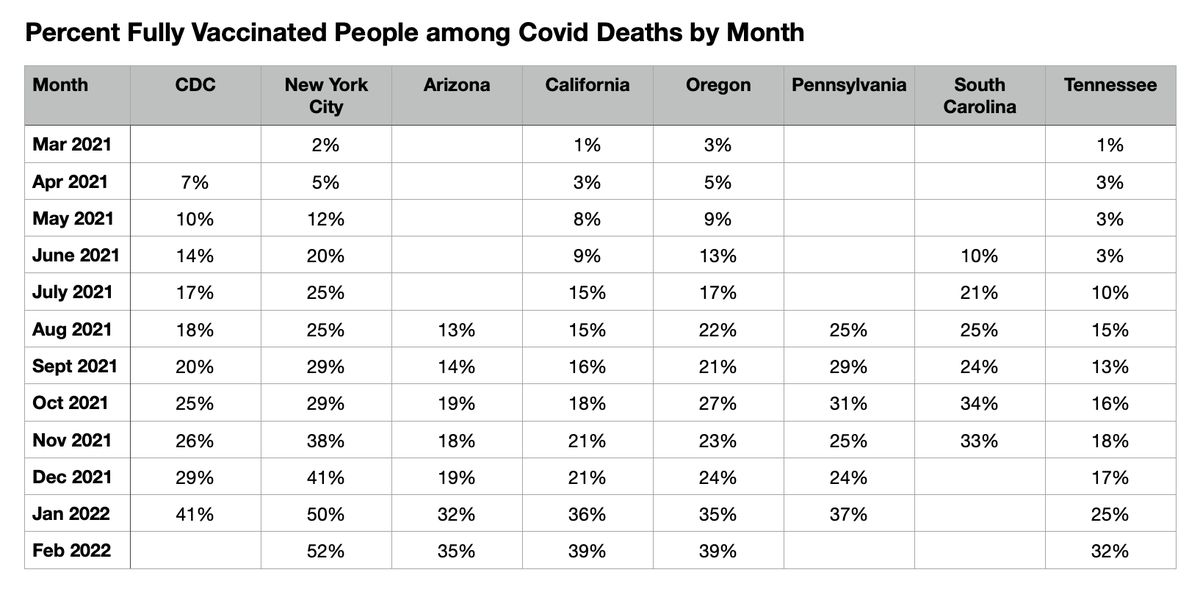 Percent Fully Vaccinated People among Covid Deaths by Month
Month CDC New York City Arizona California Oregon Pennsylvania South Carolina Tennessee
Mar 2021 2% 1% 3% 1%
Apr 2021 7% 5% 3% 5% 3%
May 2021 10% 12% 8% 9% 3%
June 2021 14% 20% 9% 13% 10% 3%
July 2021 17% 25% 15% 17% 21% 10%
Aug 2021 18% 25% 13% 15% 22% 25% 25% 15%
Sept 2021 20% 29% 14% 16% 21% 29% 24% 13%
Oct 2021 25% 29% 19% 18% 27% 31% 34% 16%
Nov 2021 26% 38% 18% 21% 23% 25% 33% 18%
Dec 2021 29% 41% 19% 21% 24% 24% 17%
Jan 2022 41% 50% 32% 36% 35% 37% 25%
Feb 2022 52% 35% 39% 39% 32%